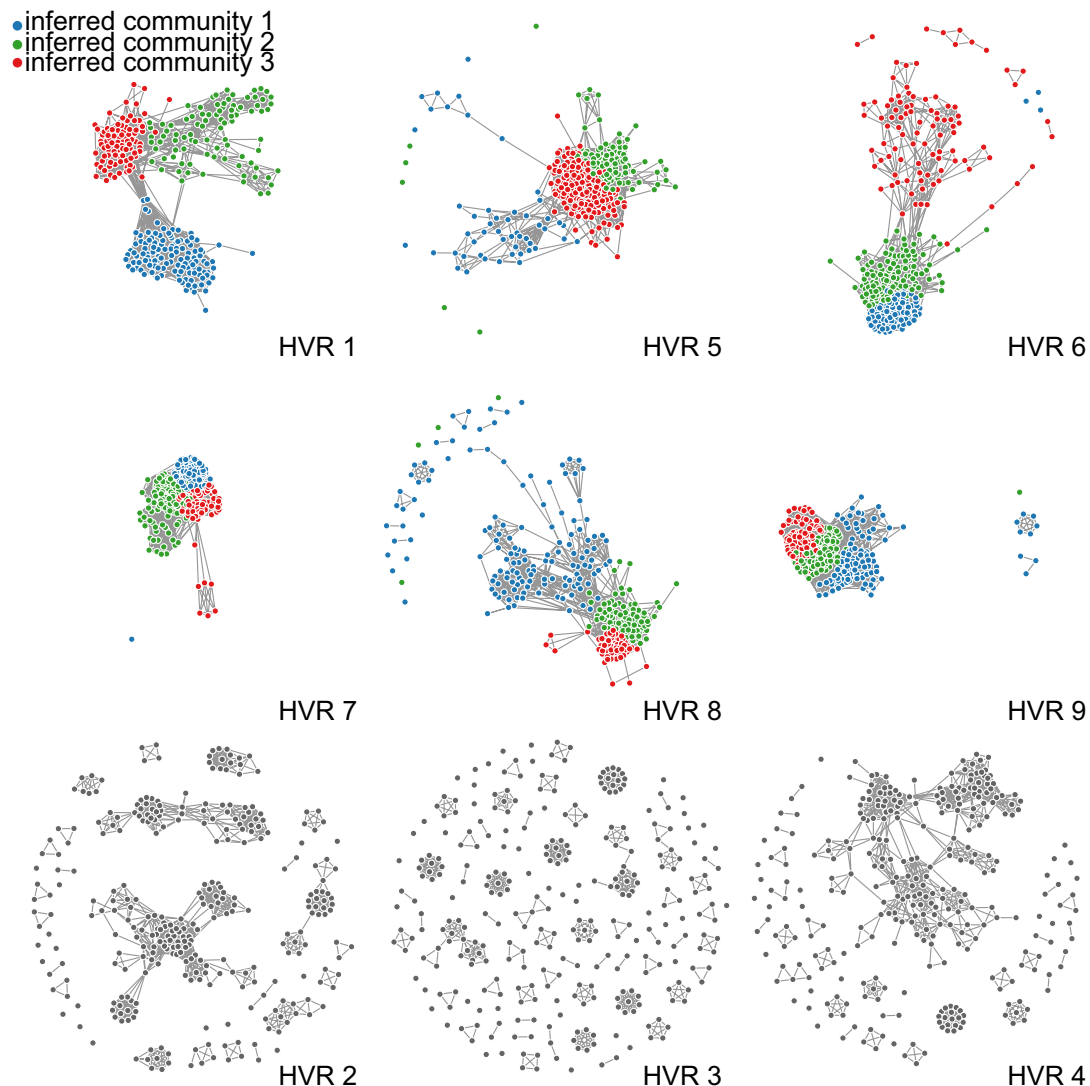 inferred community 1
inferred community 2
inferred community 3
HVR 1
HVR 5
HVR 6
HVR 7
HVR 8
HVR 9
HVR 2
HVR 3
HVR 4